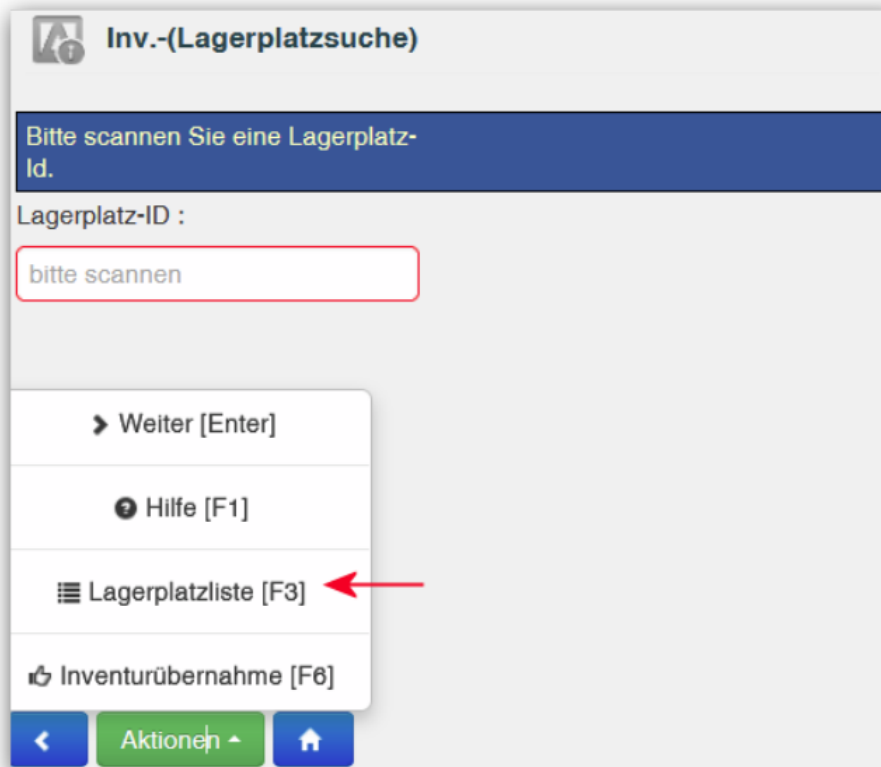 Inv.-(Lagerplatzsuche)
Bitte scannen Sie eine Lagerplatz-
Id.
Lagerplatz-ID :
bitte scannen
Weiter [Enter]
Hilfe [F1]
Lagerplatzliste [F3]
Inventurübernahme [F6]
Aktionen